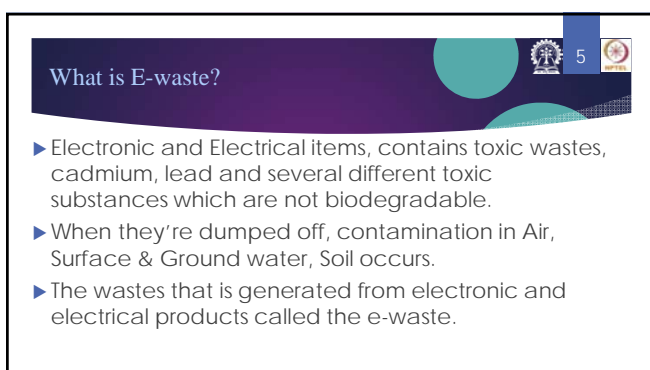 5
NPTEL
What is E-waste?
Electronic and Electrical items, contains toxic wastes,
cadmium, lead and several different toxic
substances which are not biodegradable.
When they're dumped off, contamination in Air,
Surface & Ground water, Soil occurs.
The wastes that is generated from electronic and
electrical products called the e-waste.